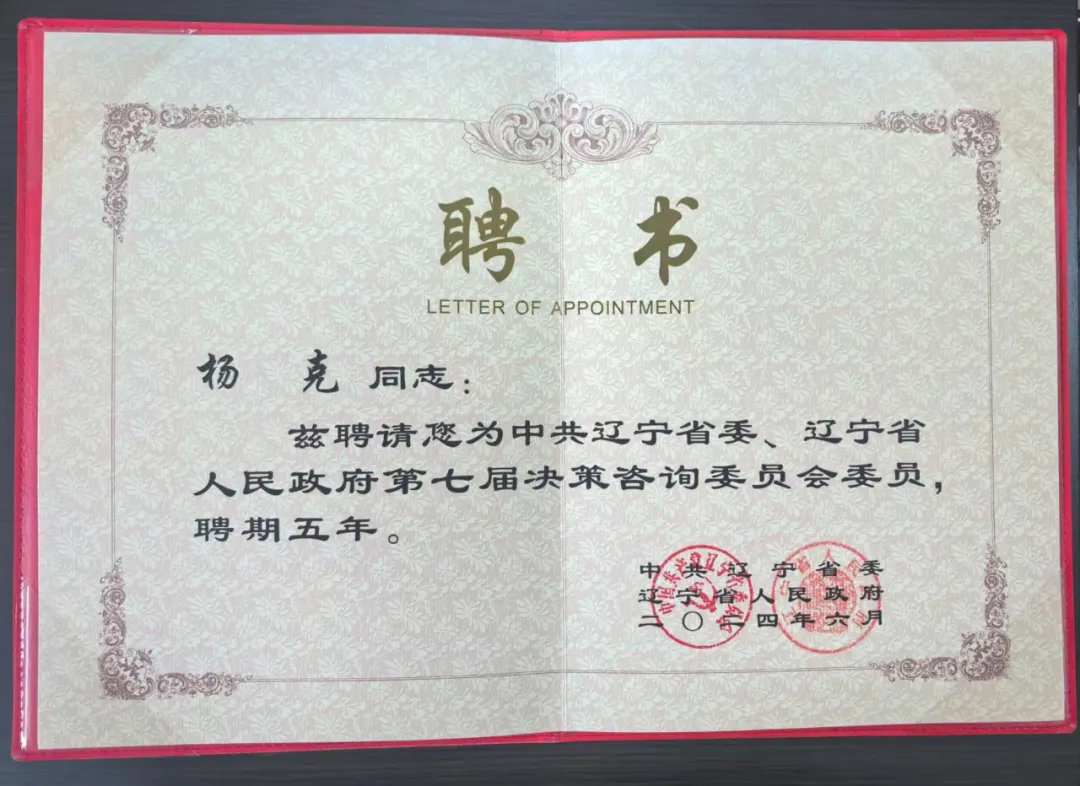 聘书
LETTER OF APPOINTMENT
杨克同志：
兹聘请您为中共辽宁省委、辽宁省
人民政府第七届决策咨询委员会委员，
聘期五年。
中共辽宁省委
辽宁省人民政府
二〇二四年六月